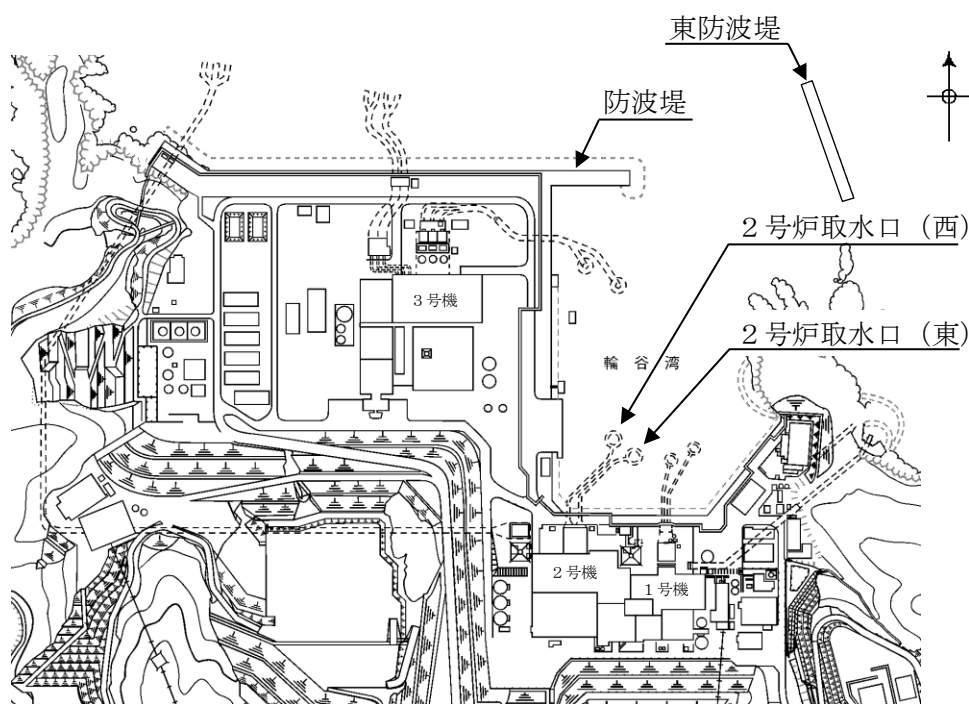 東防波堤
防波堤
２号炉取水口（西）
３号機
２号炉取水口（東）
輪谷湾
２号機
１号機